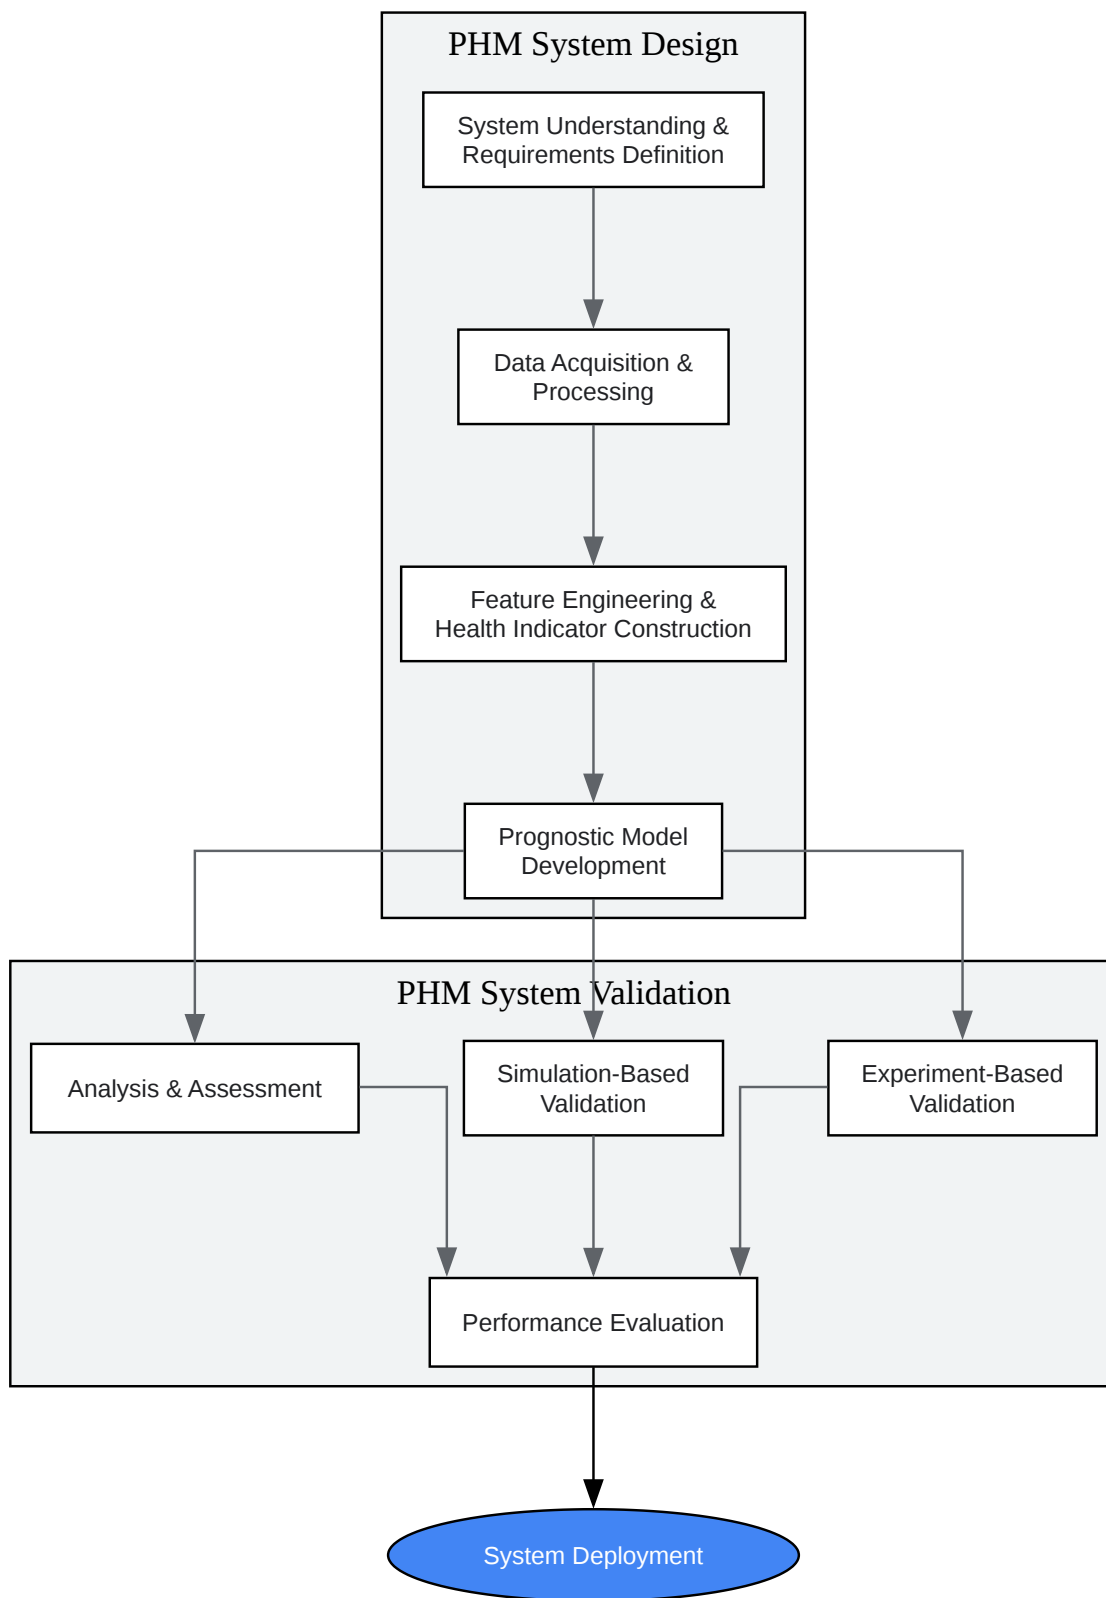 PHM System Design
System Understanding &
Requirements Definition
Data Acquisition &
Processing
Feature Engineering &
Health Indicator Construction
Prognostic Model
Development
PHM System Validation
Analysis & Assessment
Simulation-Based
Validation
Experiment-Based
Validation
Performance Evaluation
System Deployment